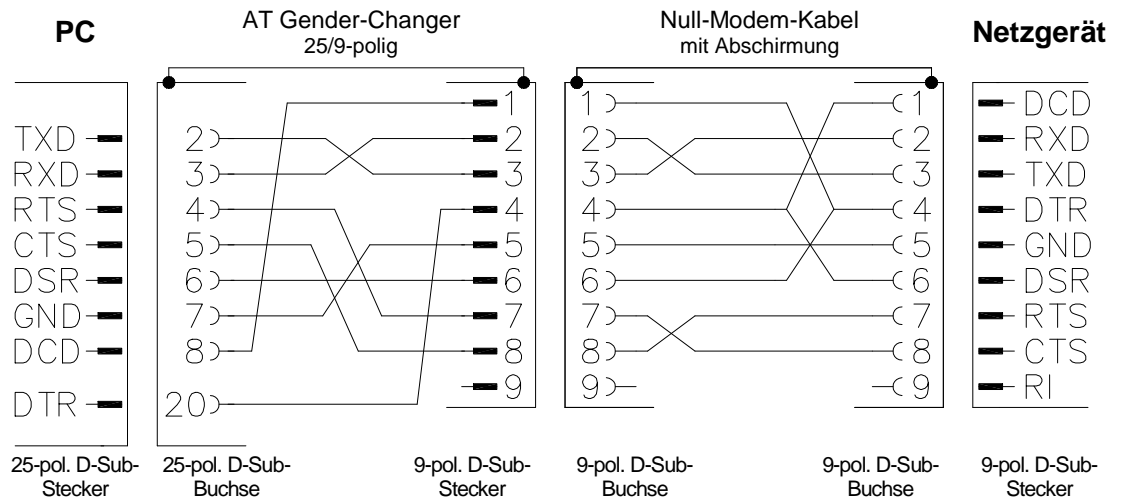 PC
AT Gender-Changer
25/9-polig
Null-Modem-Kabel
mit Abschirmung
Netzgerät
TXD
RXD
RTS
CTS
DSR
GND
DCD
DTR
2
3
4
5
6
7
8
20
1
2
3
4
5
6
7
8
9
1
2
3
4
5
6
7
8
9
1
2
3
4
5
6
7
8
9
DCD
RXD
TXD
DTR
GND
DSR
RTS
CTS
RI
25-pol. D-Sub-
Stecker
25-pol. D-Sub-
Buchse
9-pol. D-Sub-
Stecker
9-pol. D-Sub-
Buchse
9-pol. D-Sub-
Buchse
9-pol. D-Sub-
Stecker